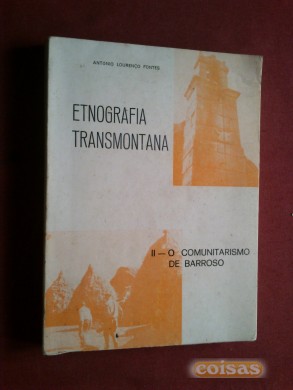 ANTÓNIO LOURENÇO FONTES
ETNOGRAFIA
TRANSMONTANA
II — O COMUNITARISMO
DE BARROSO
coisas